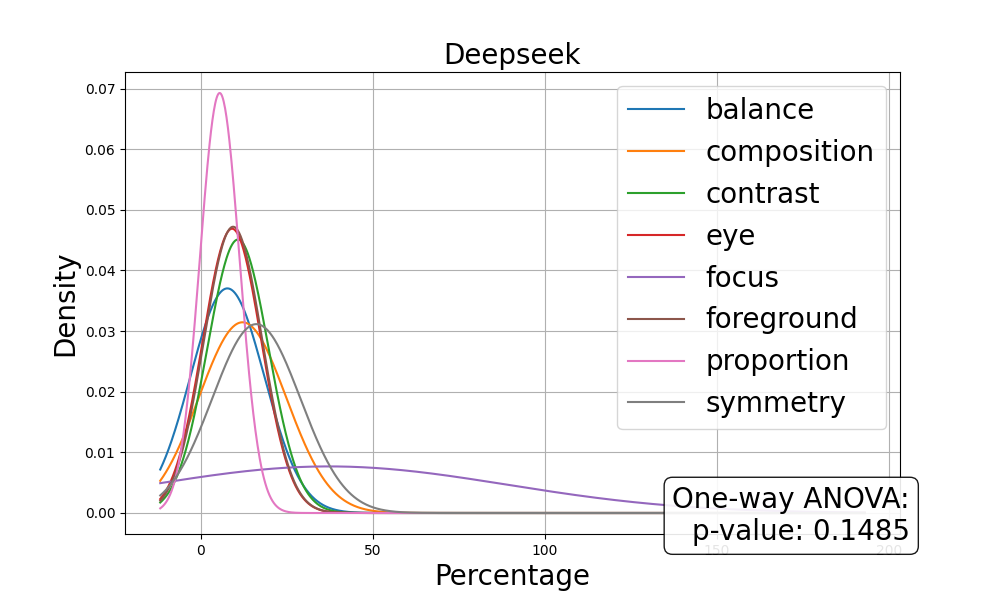 Deepseek
0.07
0.06
0.05
0.04
0.03
0.02
0.01
0.00
Density
balance
composition
contrast
eye
focus
foreground
proportion
symmetry
One-way ANOVA:
p-value: 0.1485
0 50 100 150 200
Percentage